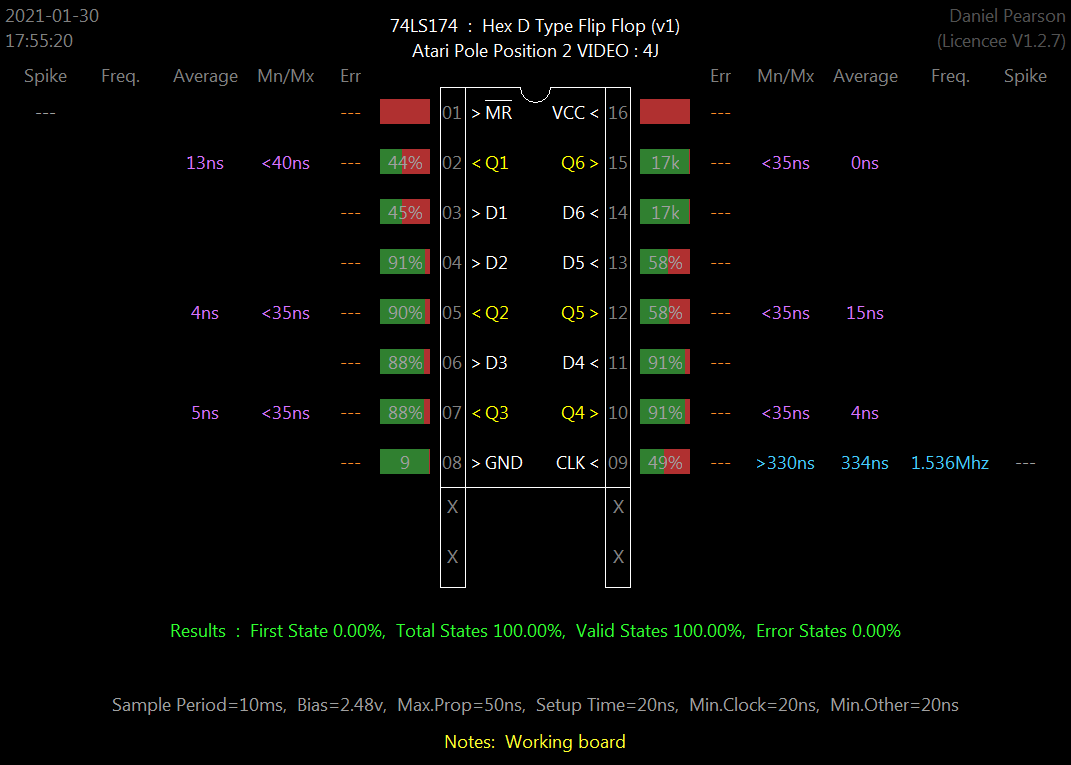 2021-01-30 74LS174 : Hex D Type Flip Flop (v1) Daniel Pearson
17:55:20 Atari Pole Position 2 VIDEO : 4J (Licencee V1.2.7)
Spike Freq. Average Mn/Mx Err Err Mn/Mx Average Freq. Spike
--- --- 01 > MR VCC < 16 ---
13ns <40ns --- 44% 02 < Q1 Q6 > 15 17k --- <35ns 0ns
--- 45% 03 > D1 D6 < 14 17k ---
--- 91% 04 > D2 D5 < 13 58% ---
4ns <35ns --- 90% 05 < Q2 Q5 > 12 58% --- <35ns 15ns
--- 88% 06 > D3 D4 < 11 91% ---
5ns <35ns --- 88% 07 < Q3 Q4 > 10 91% --- <35ns 4ns
--- 9 08 > GND CLK < 09 49% --- >330ns 334ns 1.536Mhz ---
X X
X X
Results : First State 0.00%, Total States 100.00%, Valid States 100.00%, Error States 0.00%
Sample Period=10ms, Bias=2.48v, Max.Prop=50ns, Setup Time=20ns, Min.Clock=20ns, Min.Other=20ns
Notes: Working board